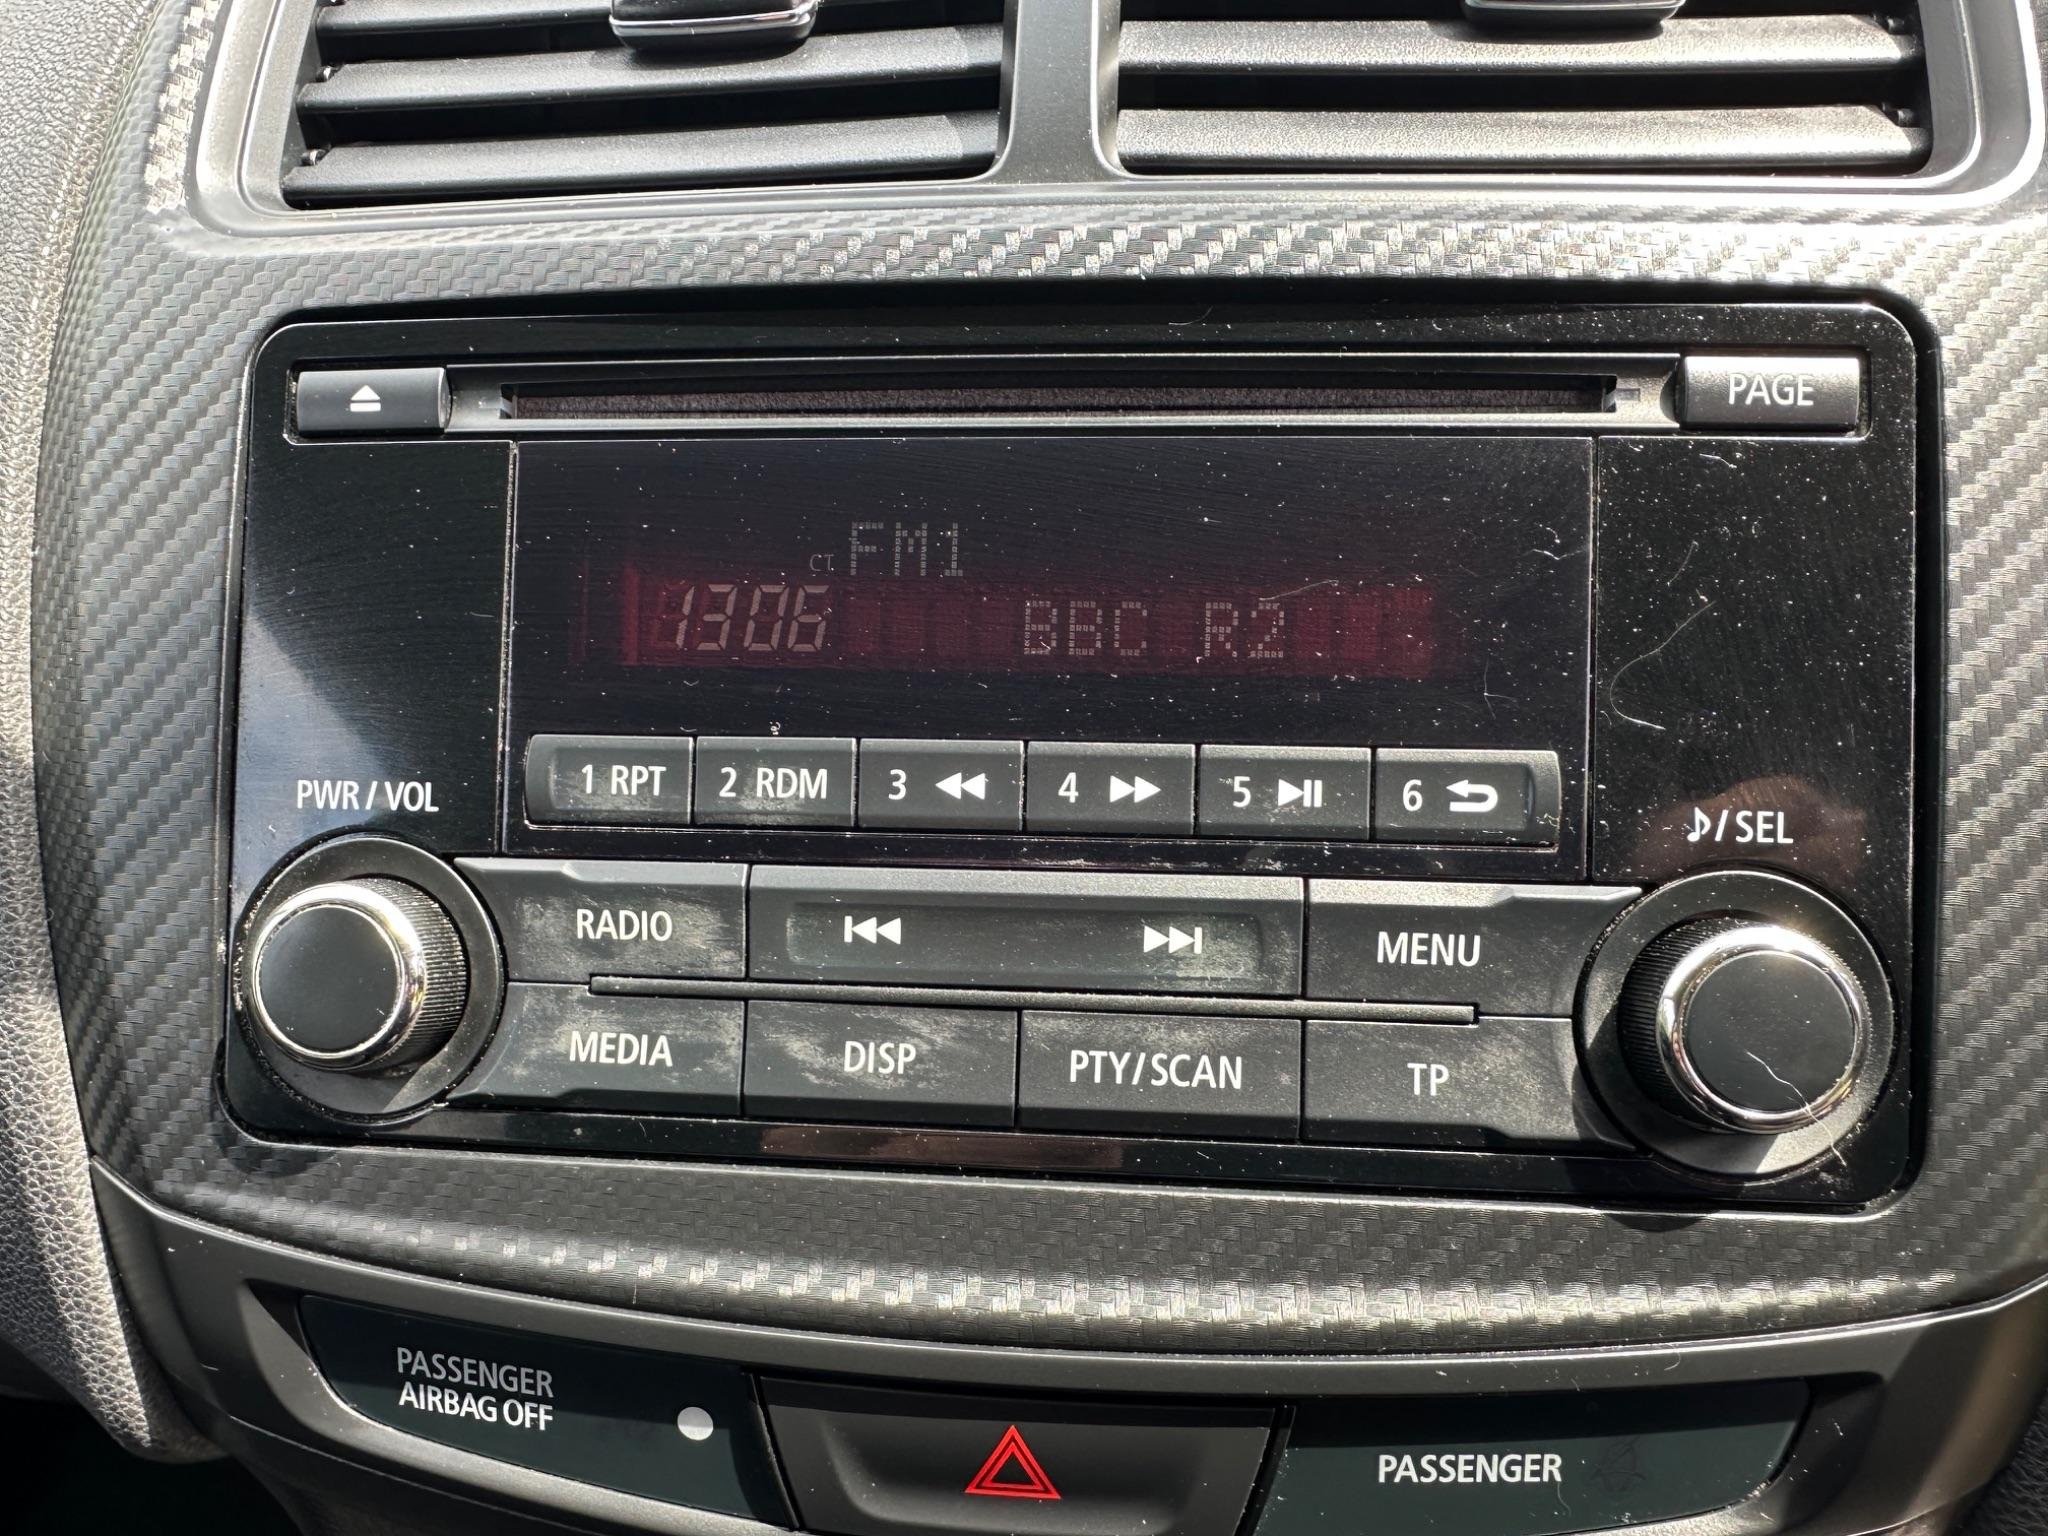 PAGE
CT FM1
1306 BBC R2
PWR / VOL
1 RPT 2 RDM 3 4 5 6
/ SEL
RADIO MENU
MEDIA DISP PTY/SCAN TP
PASSENGER
AIRBAG OFF
PASSENGER